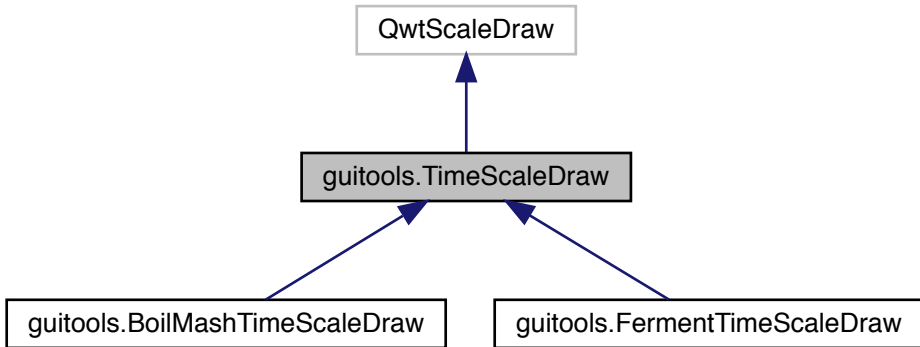 QwtScaleDraw
guitools.TimeScaleDraw
guitools.BoilMashTimeScaleDraw
guitools.FermentTimeScaleDraw